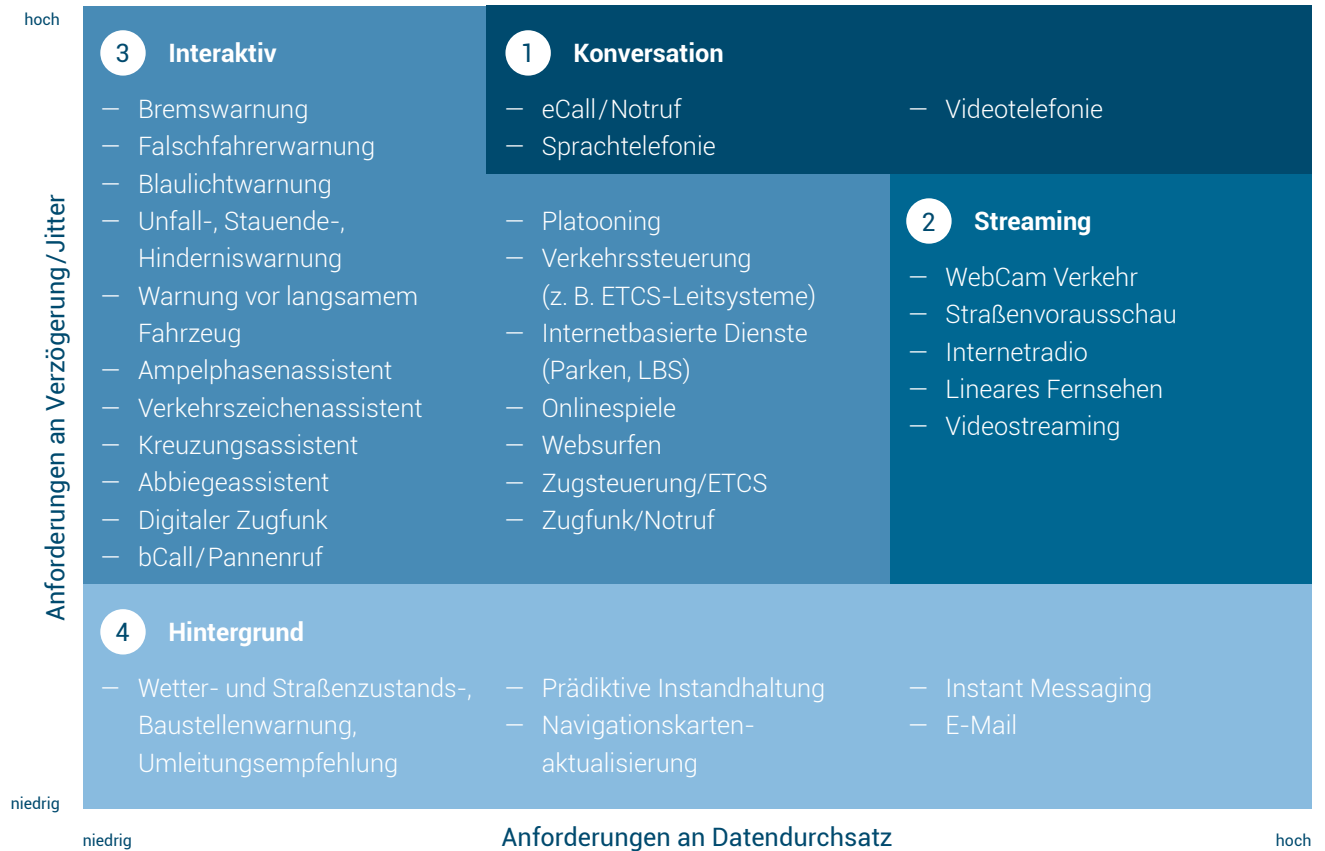 hoch
Anforderungen an Verzögerung/Jitter
niedrig
3 Interaktiv
— Bremswarnung
— Falschfahrerwarnung
— Blaulichtwarnung
— Unfall-, Stauende-,
Hinderniswarnung
— Warnung vor langsamem
Fahrzeug
— Ampelphasenassistent
— Verkehrszeichenassistent
— Kreuzungsassistent
— Abbiegeassistent
— Digitaler Zugfunk
— bCall/Pannenruf
— Platooning
— Verkehrssteuerung
(z. B. ETCS-Leitsysteme)
— Internetbasierte Dienste
(Parken, LBS)
— Onlinespiele
— Websurfen
— Zugsteuerung/ETCS
— Zugfunk/Notruf
1 Konversation
— eCall/Notruf
— Sprachtelefonie
— Videotelefonie
2 Streaming
— WebCam Verkehr
— Straßenvorausschau
— Internetradio
— Lineares Fernsehen
— Videostreaming
4 Hintergrund
— Wetter- und Straßenzustands-,
Baustellenwarnung,
Umleitungsempfehlung
— Prädiktive Instandhaltung
— Navigationskarten-
aktualisierung
— Instant Messaging
— E-Mail
niedrig
Anforderungen an Datendurchsatz
hoch